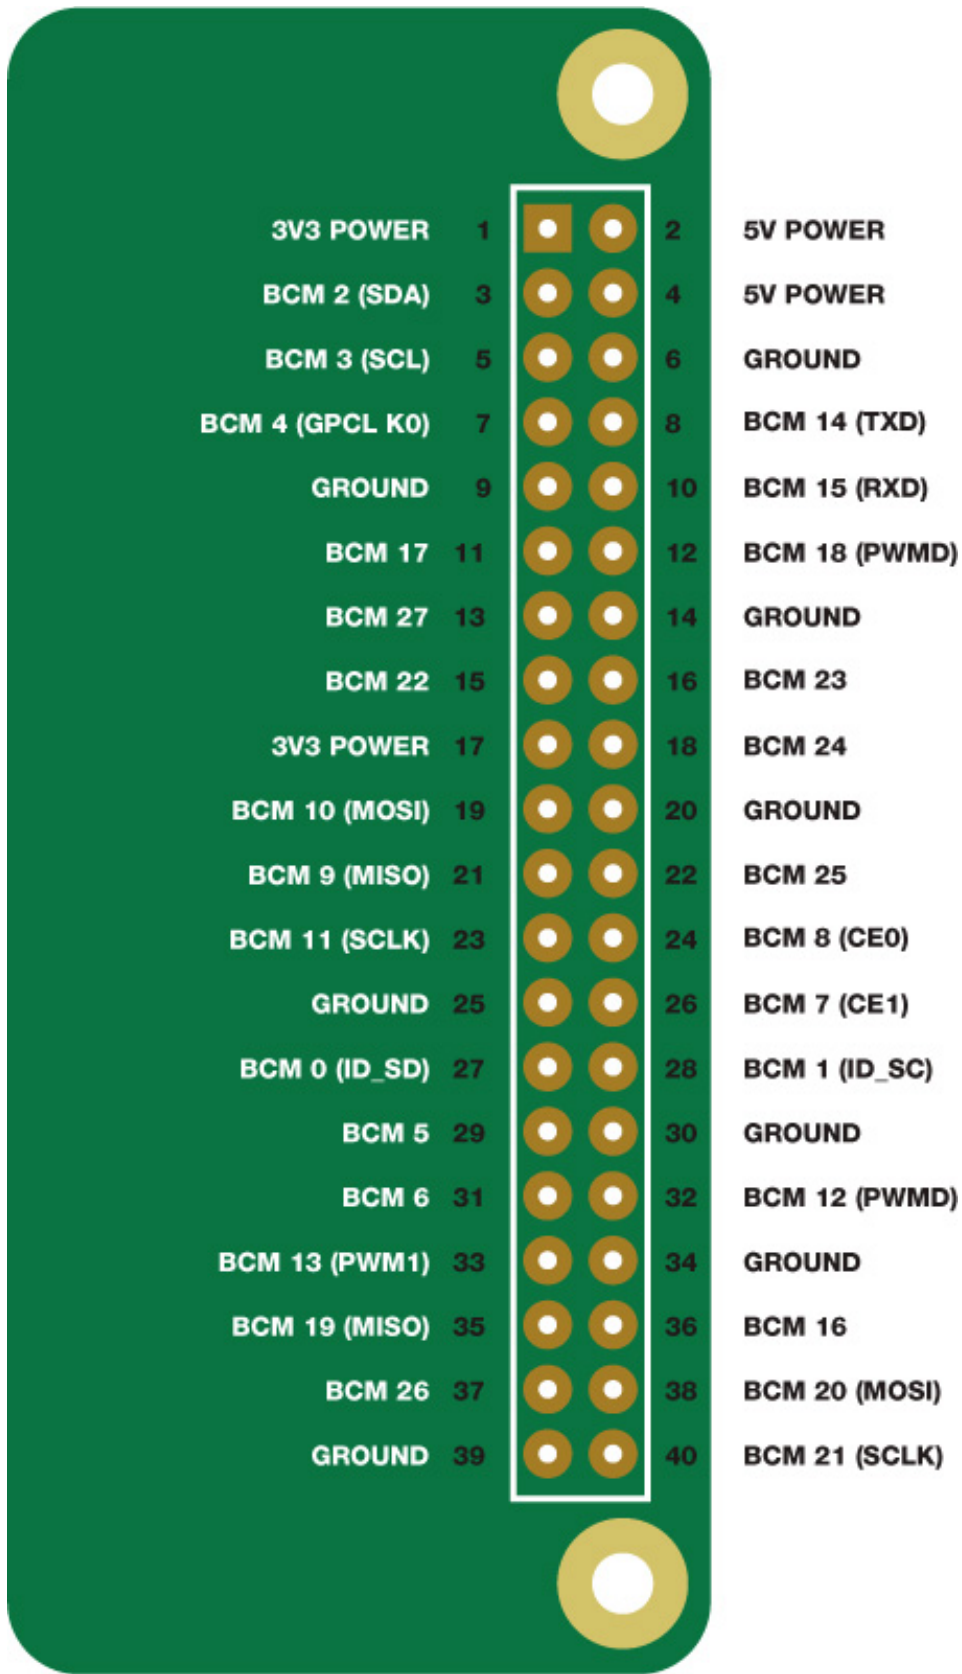 3V3 POWER 1 2 5V POWER
BCM 2 (SDA) 3 4 5V POWER
BCM 3 (SCL) 5 6 GROUND
BCM 4 (GPCL K0) 7 8 BCM 14 (TXD)
GROUND 9 10 BCM 15 (RXD)
BCM 17 11 12 BCM 18 (PWMD)
BCM 27 13 14 GROUND
BCM 22 15 16 BCM 23
3V3 POWER 17 18 BCM 24
BCM 10 (MOSI) 19 20 GROUND
BCM 9 (MISO) 21 22 BCM 25
BCM 11 (SCLK) 23 24 BCM 8 (CE0)
GROUND 25 26 BCM 7 (CE1)
BCM 0 (ID_SD) 27 28 BCM 1 (ID_SC)
BCM 5 29 30 GROUND
BCM 6 31 32 BCM 12 (PWMD)
BCM 13 (PWM1) 33 34 GROUND
BCM 19 (MISO) 35 36 BCM 16
BCM 26 37 38 BCM 20 (MOSI)
GROUND 39 40 BCM 21 (SCLK)